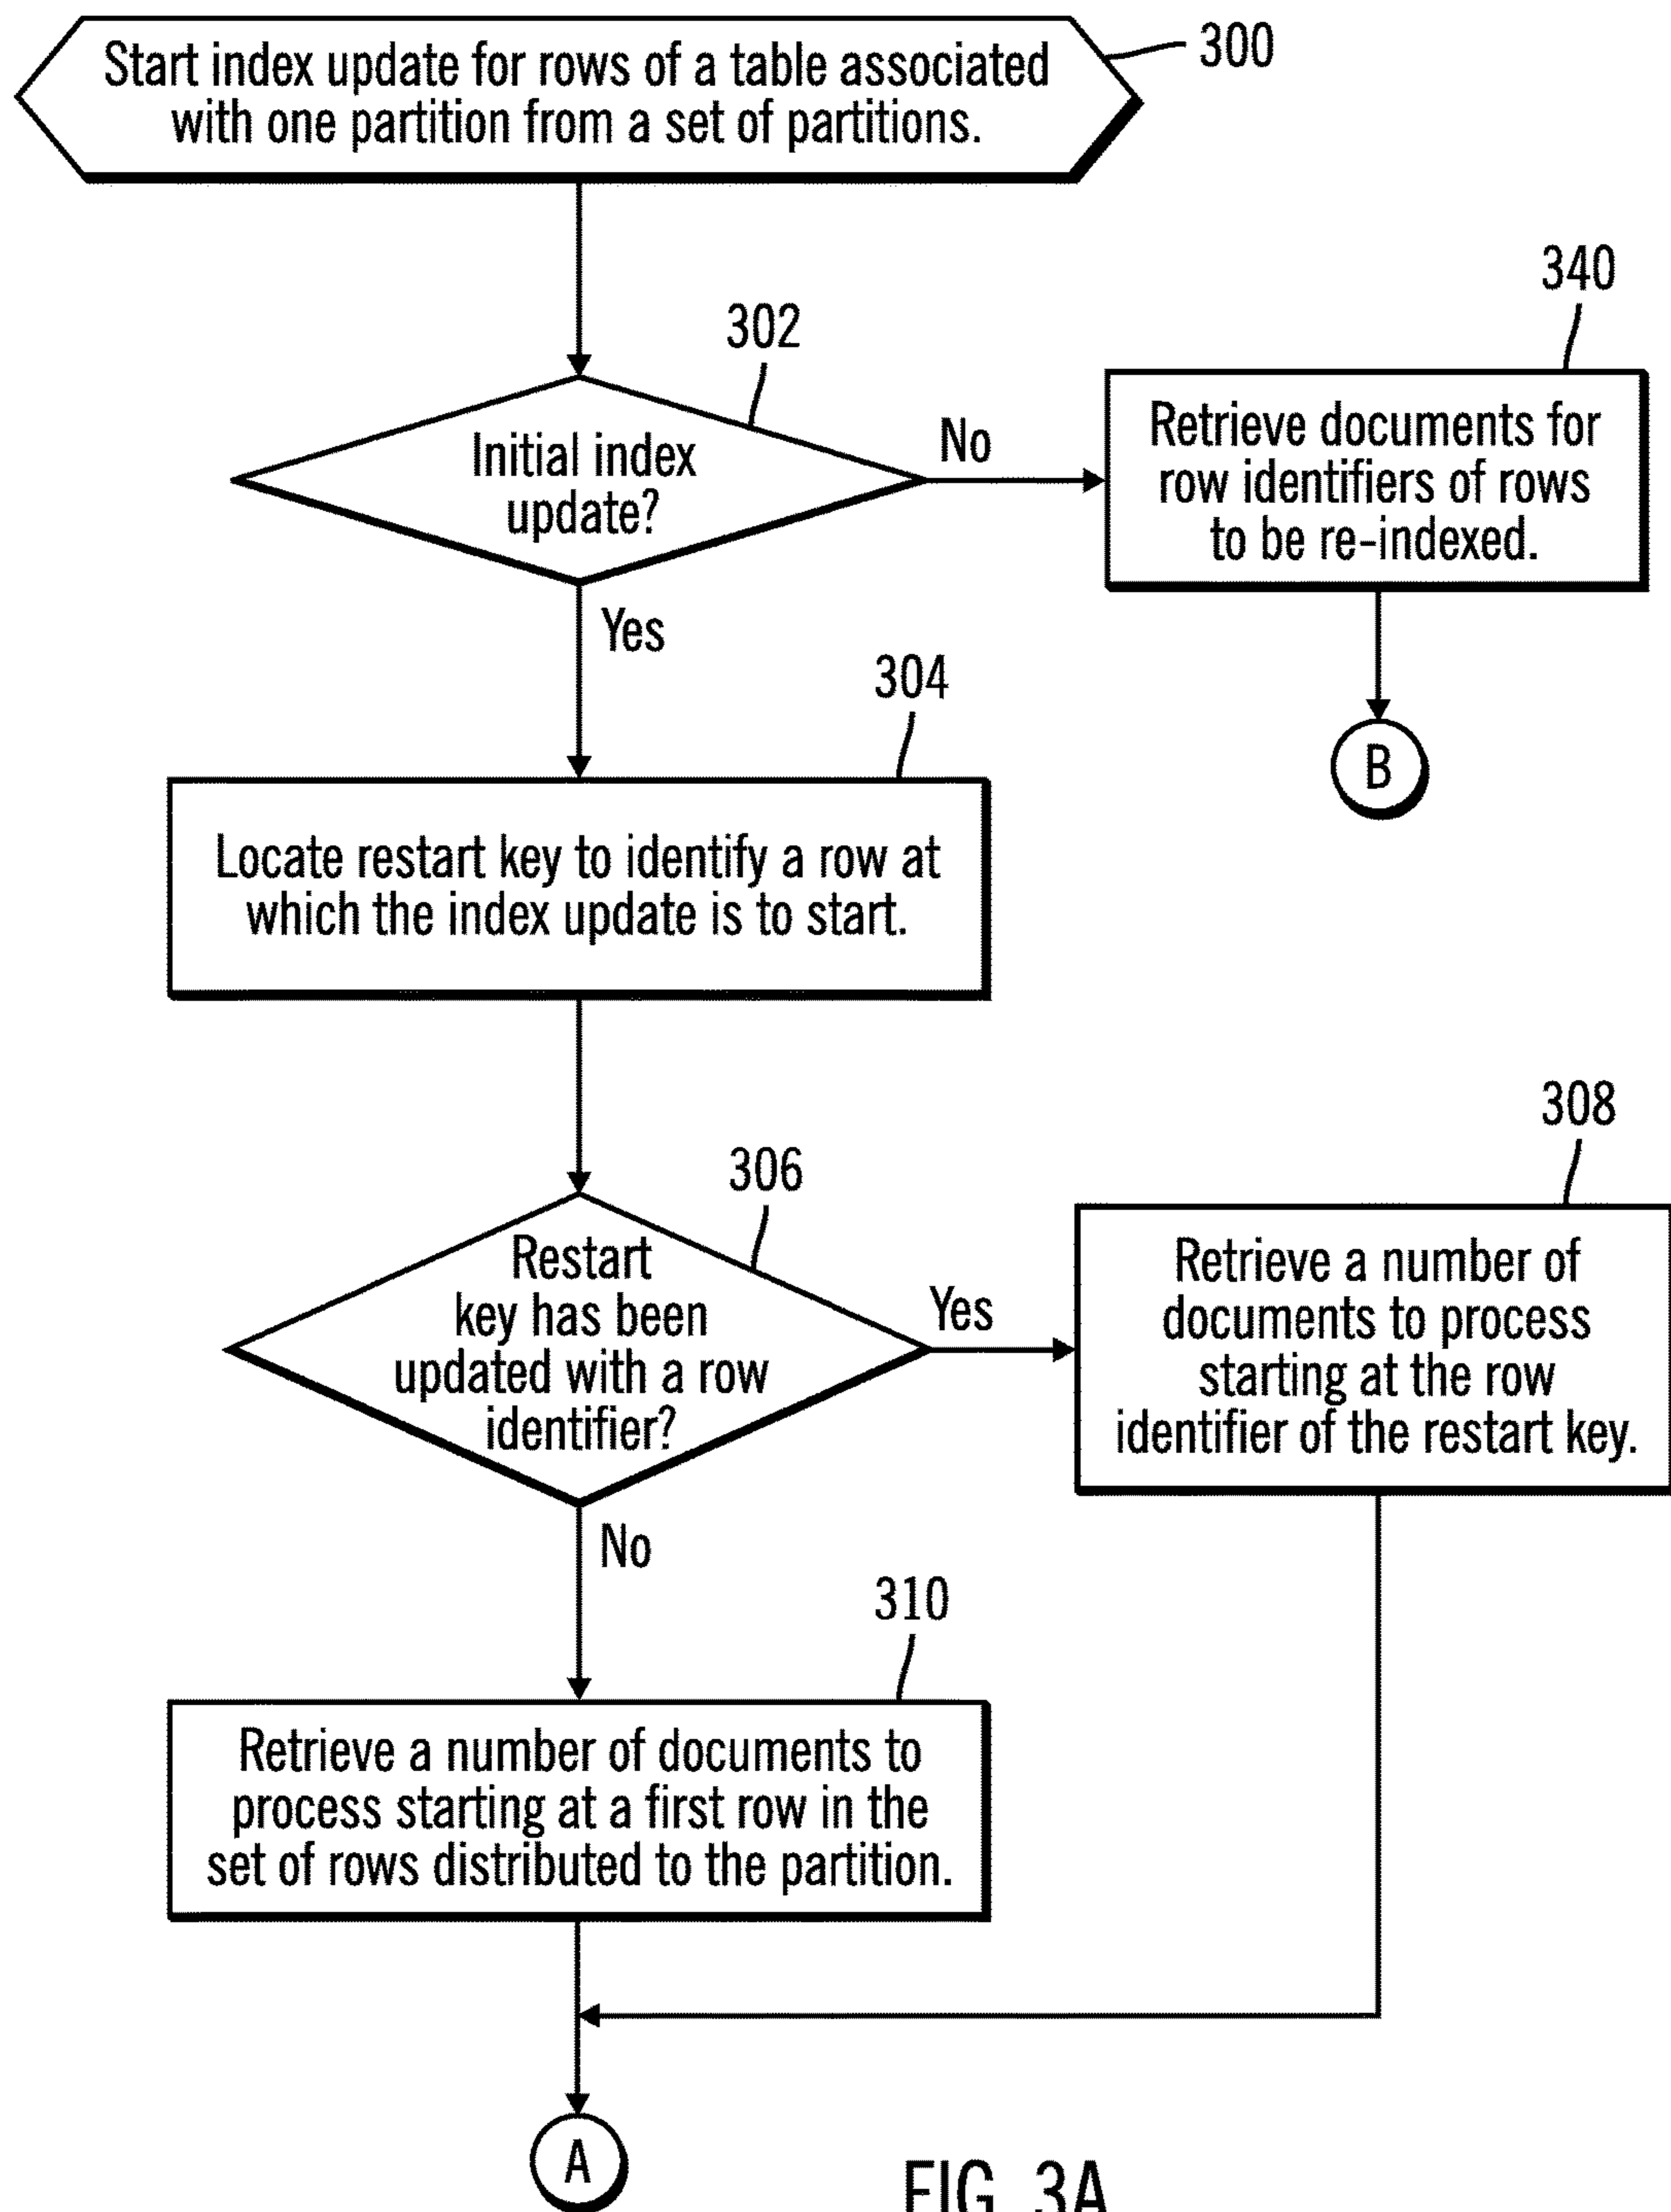 Start index update for rows of a table associated
with one partition from a set of partitions.
300
302
Initial index
update?
No
340
Retrieve documents for
row identifiers of rows
to be re-indexed.
B
Yes
304
Locate restart key to identify a row at
which the index update is to start.
306
Restart
key has been
updated with a row
identifier?
Yes
308
Retrieve a number of
documents to process
starting at the row
identifier of the restart key.
No
310
Retrieve a number of documents to
process starting at a first row in the
set of rows distributed to the partition.
A
FIG. 3A